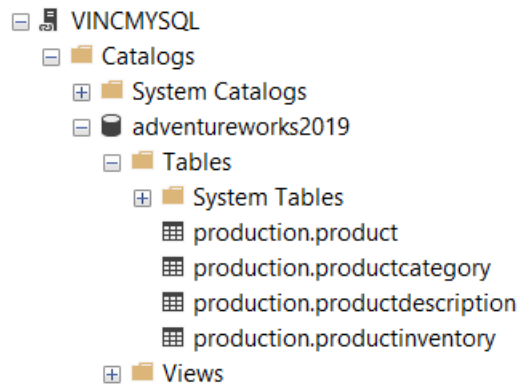 VINCMYSQL
Catalogs
System Catalogs
adventureworks2019
Tables
System Tables
production.product
production.productcategory
production.productdescription
production.productinventory
Views